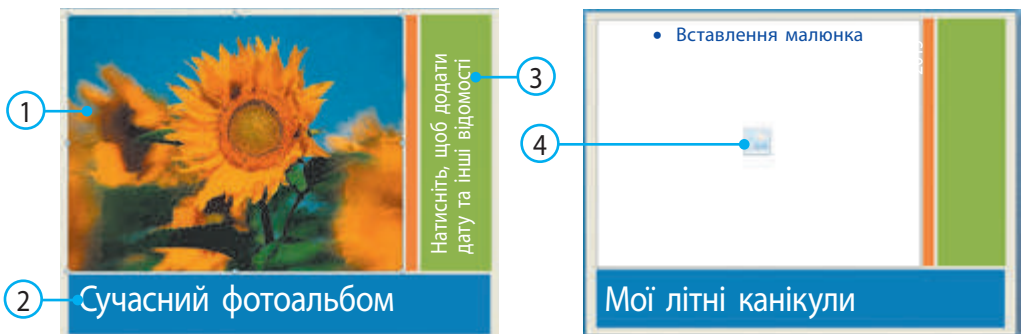 1
2
3
Натисніть, щоб додати
дату та інші відомості
Сучасний фотоальбом
4
• Вставлення малюнка
Мої літні канікули